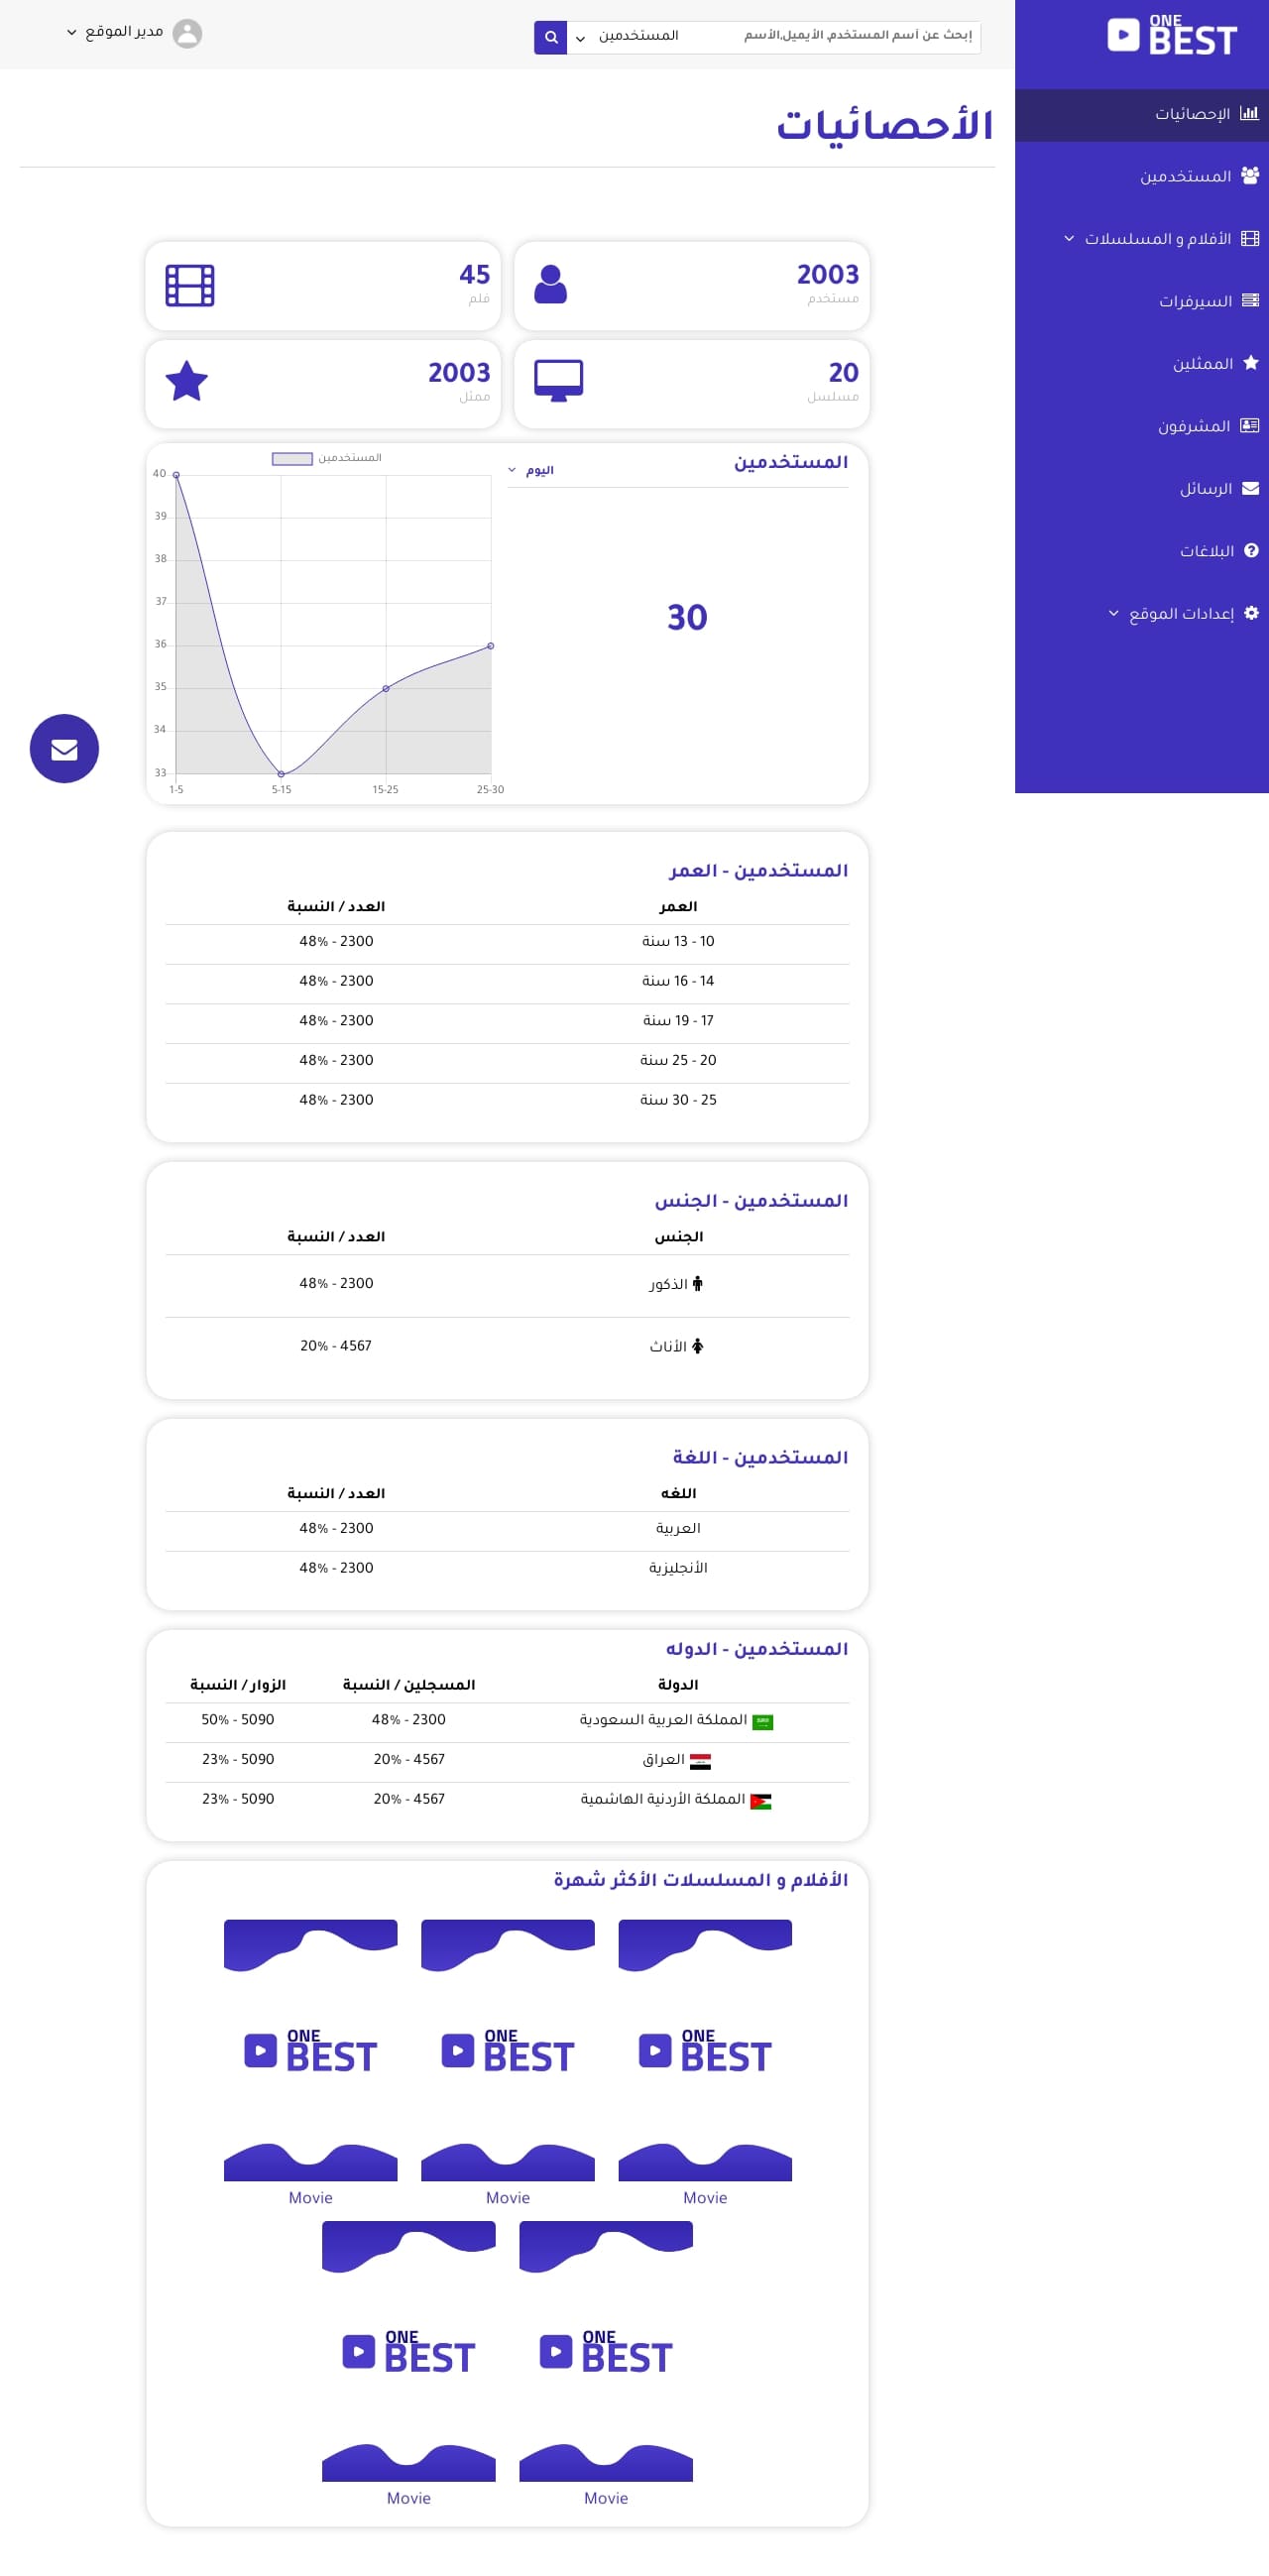 ONE
BEST
إبحث عن أسم المستخدم, الأيميل,الأسم
المستخدمين
مدير الموقع
الإحصائيات
المستخدمين
الأفلام و المسلسلات
السيرفرات
الممثلين
المشرفون
الرسائل
البلاغات
إعدادات الموقع
الأحصائيات
2003
مستخدم
45
فلم
20
مسلسل
2003
ممثل
المستخدمين
اليوم
30
المستخدمين
40
39
38
37
36
35
34
33
1-5 5-15 15-25 25-30
المستخدمين - العمر
العمر العدد / النسبة
10 - 13 سنة 2300 - 48%
14 - 16 سنة 2300 - 48%
17 - 19 سنة 2300 - 48%
20 - 25 سنة 2300 - 48%
25 - 30 سنة 2300 - 48%
المستخدمين - الجنس
الجنس العدد / النسبة
الذكور 2300 - 48%
الأناث 4567 - 20%
المستخدمين - اللغة
اللغه العدد / النسبة
العربية 2300 - 48%
الأنجليزية 2300 - 48%
المستخدمين - الدوله
الدولة المسجلين / النسبة الزوار / النسبة
المملكة العربية السعودية 2300 - 48% 5090 - 50%
العراق 4567 - 20% 5090 - 23%
المملكة الأردنية الهاشمية 4567 - 20% 5090 - 23%
الأفلام و المسلسلات الأكثر شهرة
ONE
BEST
ONE
BEST
ONE
BEST
Movie
Movie
Movie
ONE
BEST
ONE
BEST
Movie
Movie